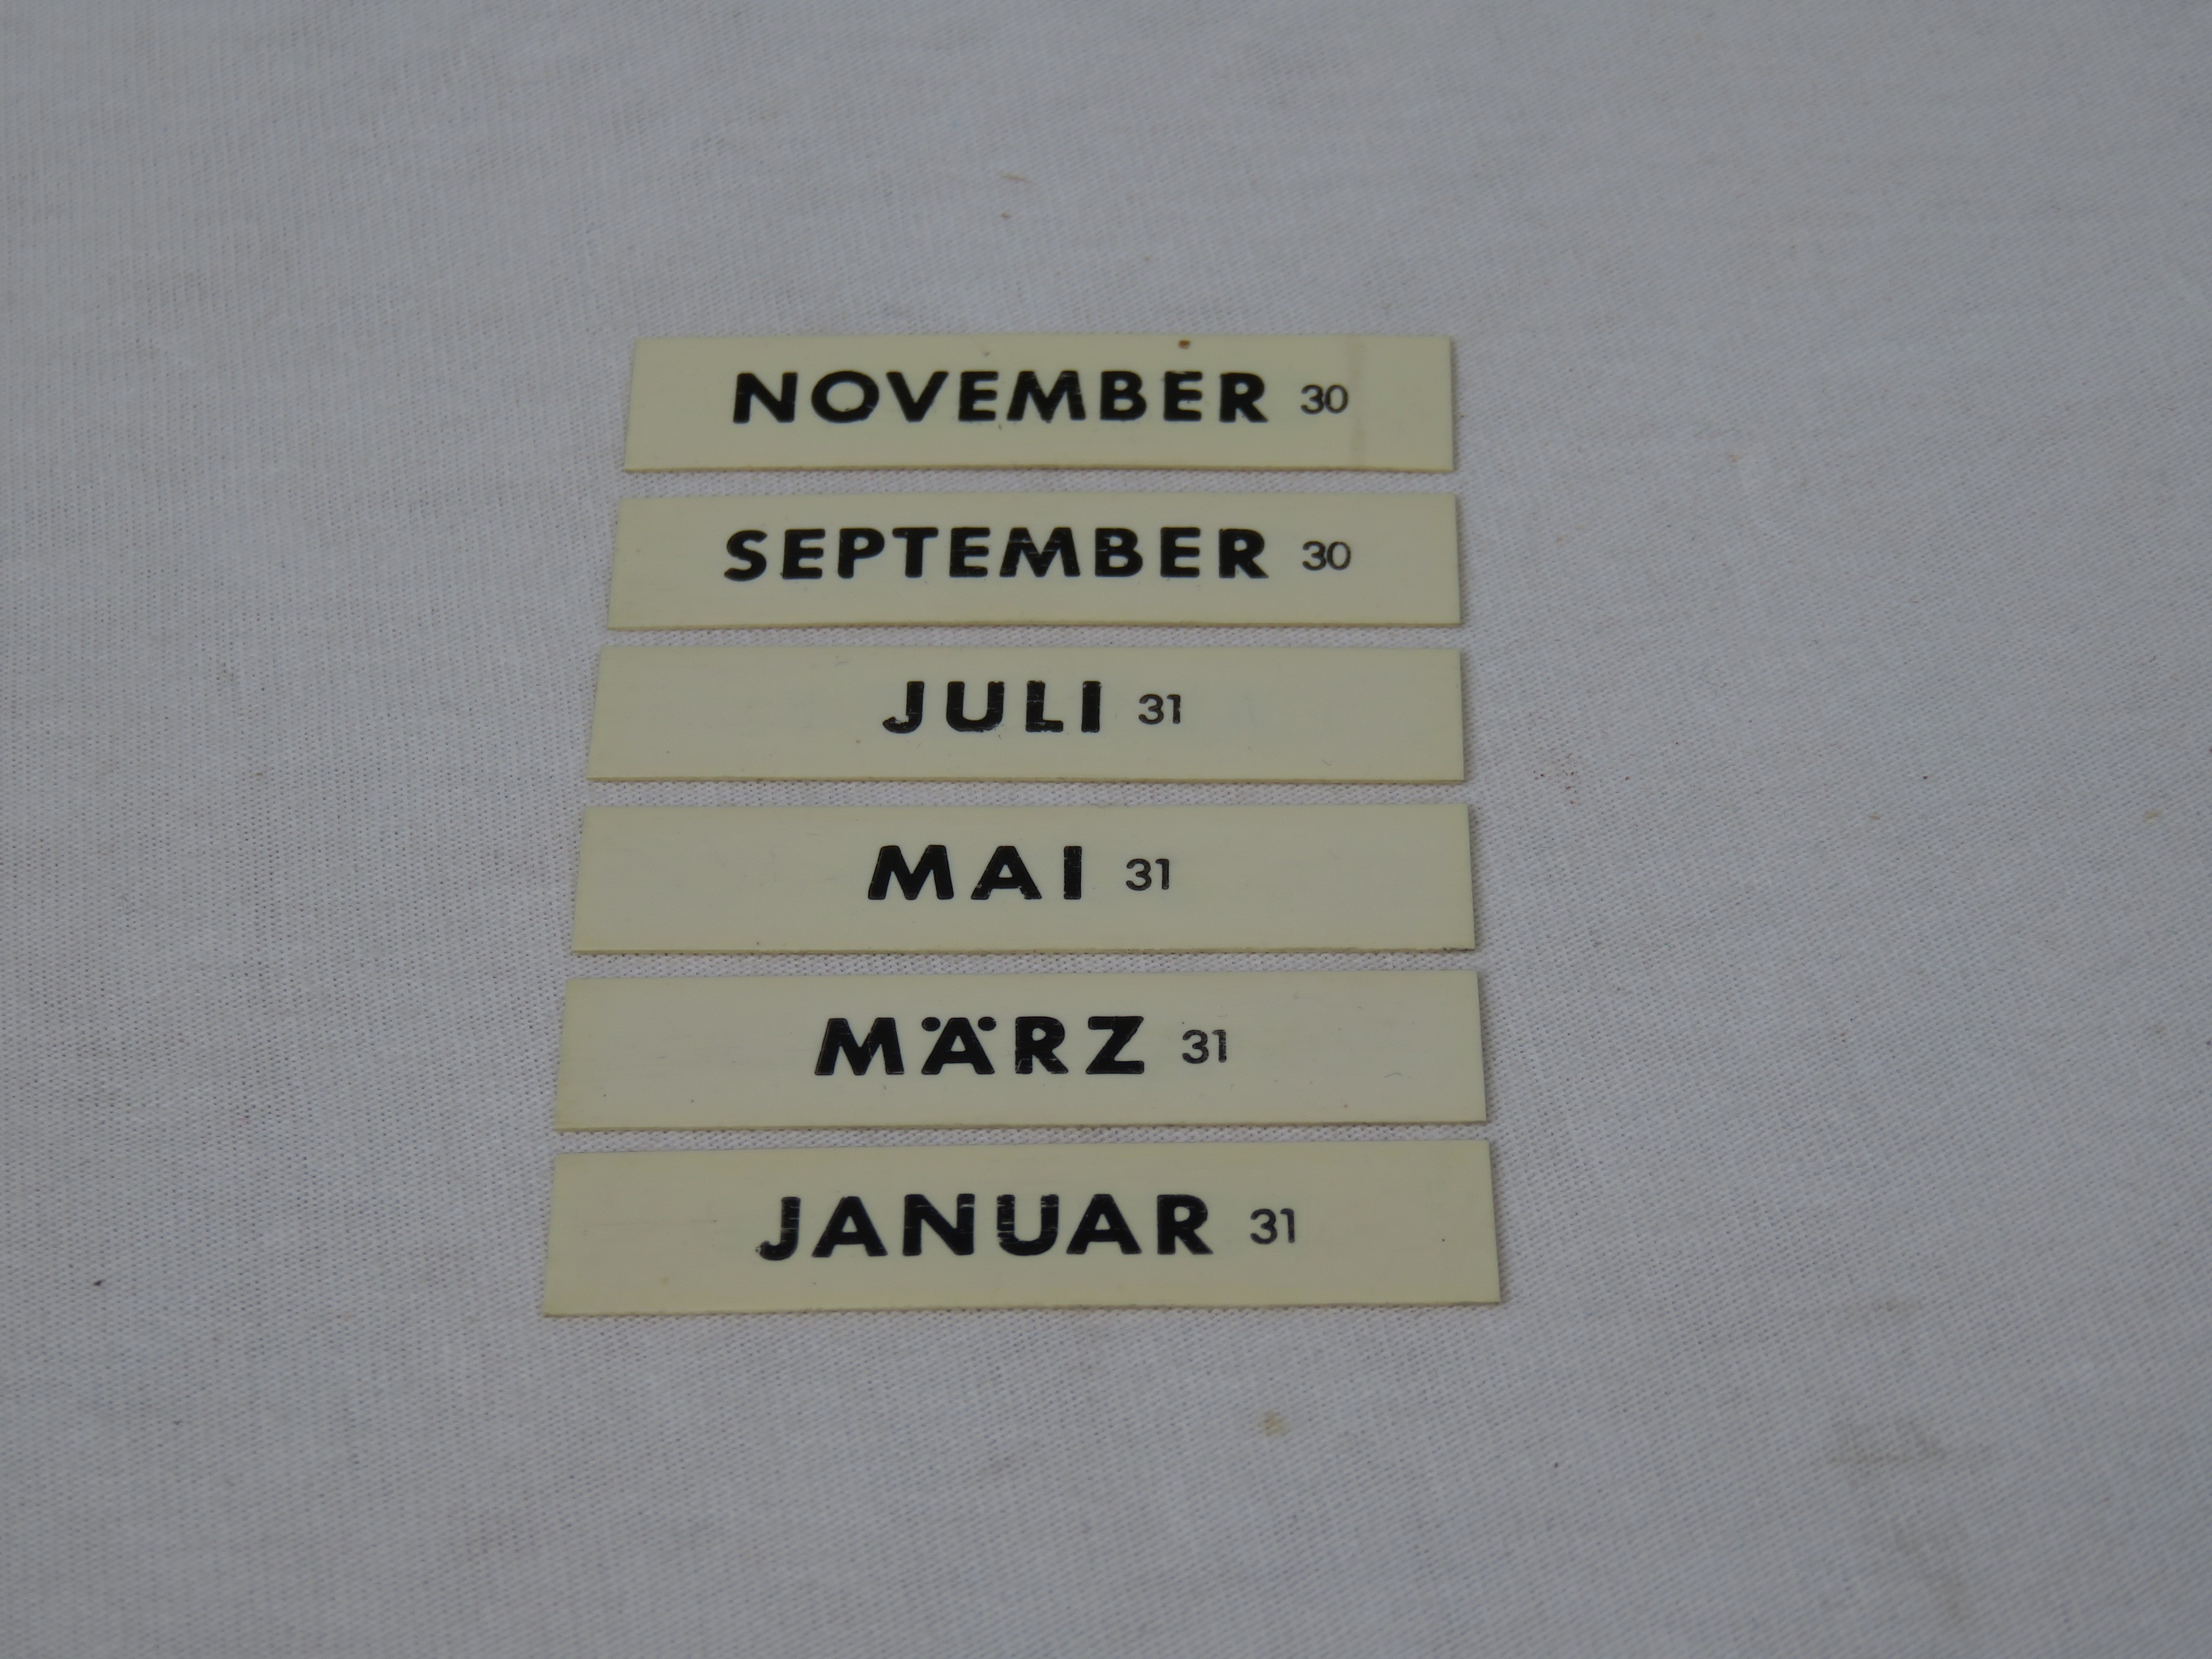 NOVEMBER 30
SEPTEMBER 30
JULI 31
MAI 31
MÄRZ 31
JANUAR 31